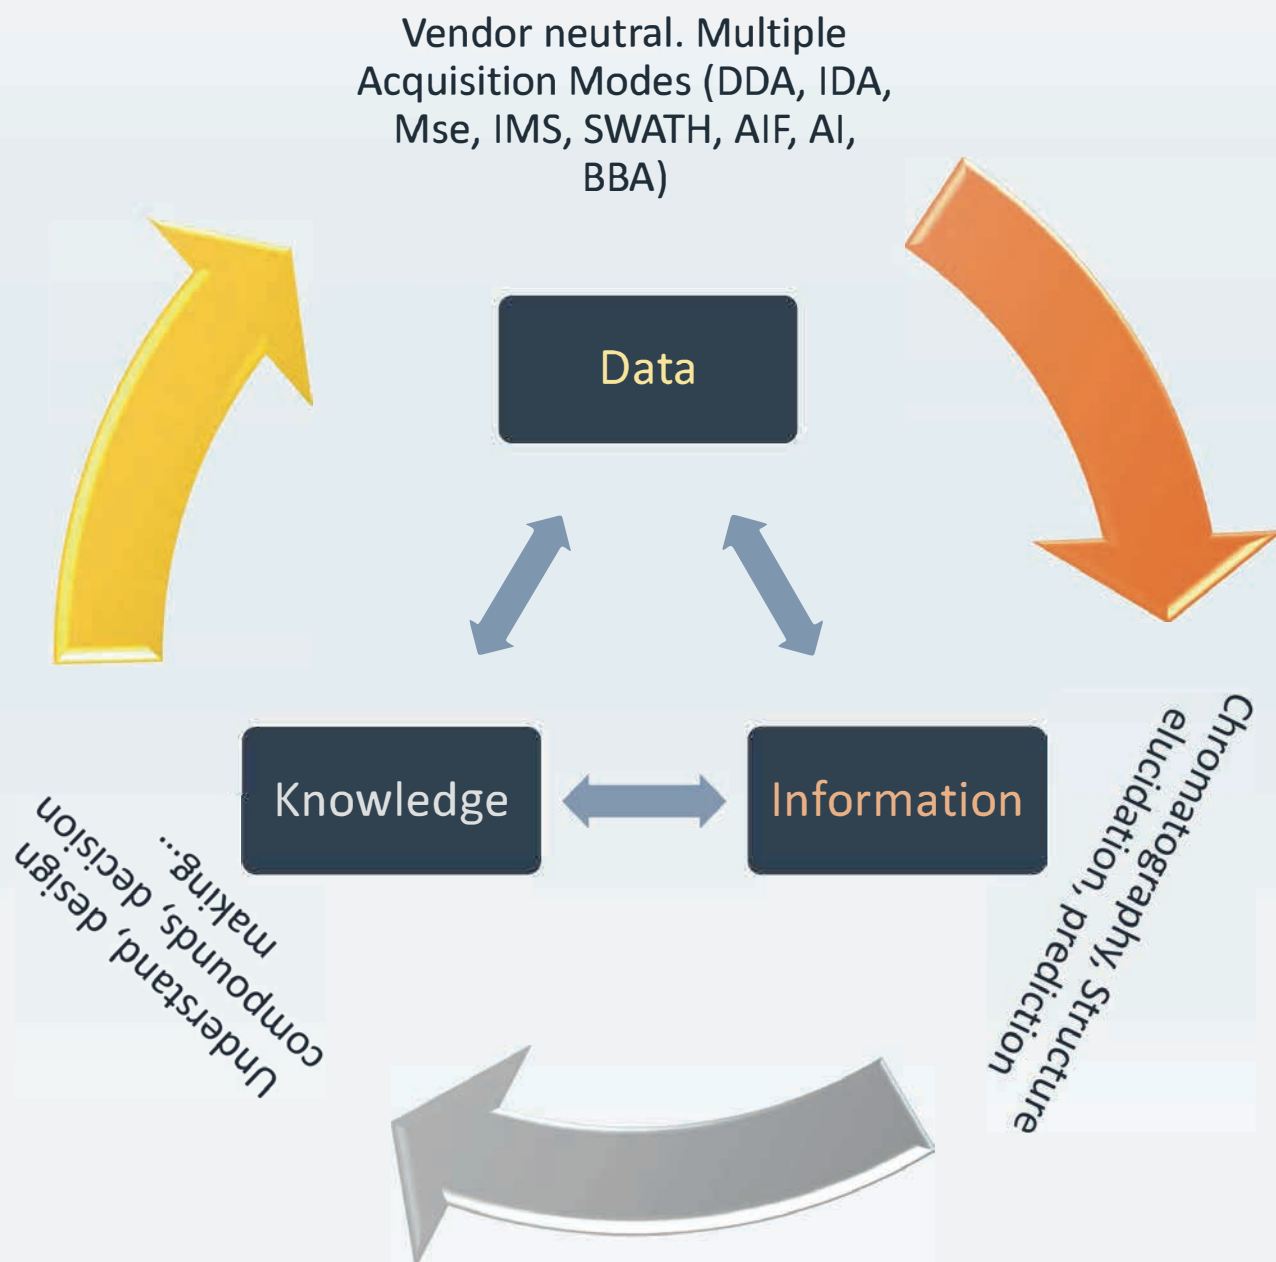 Vendor neutral. Multiple
Acquisition Modes (DDA, IDA,
Mse, IMS, SWATH, AIF, AI,
BBA)
Data
Knowledge
Information
Chromatography, Structure
elucidation, prediction
Understand, design
compounds, decision
making...